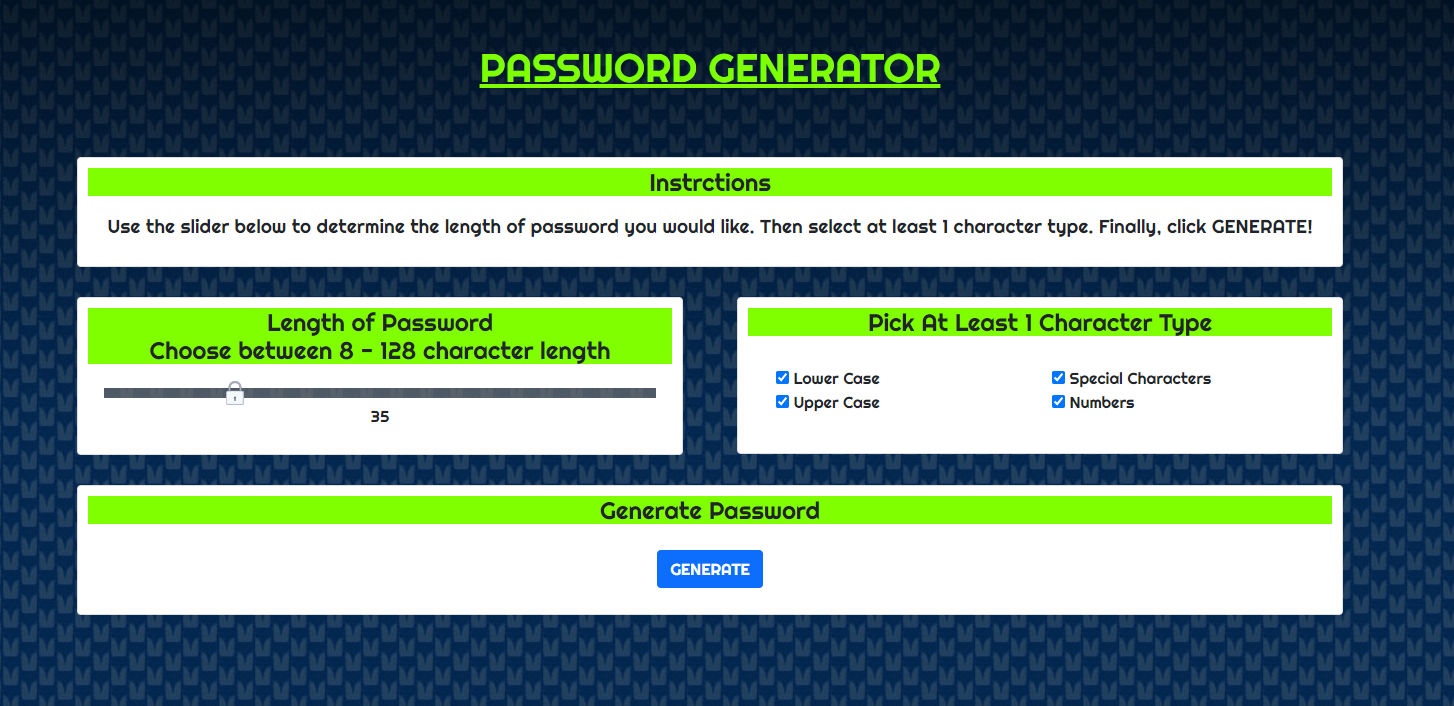 PASSWORD GENERATOR
Instrctions
Use the slider below to determine the length of password you would like. Then select at least 1 character type. Finally, click GENERATE!
Length of Password
Choose between 8 - 128 character length
35
Pick At Least 1 Character Type
Lower Case
Special Characters
Upper Case
Numbers
Generate Password
GENERATE